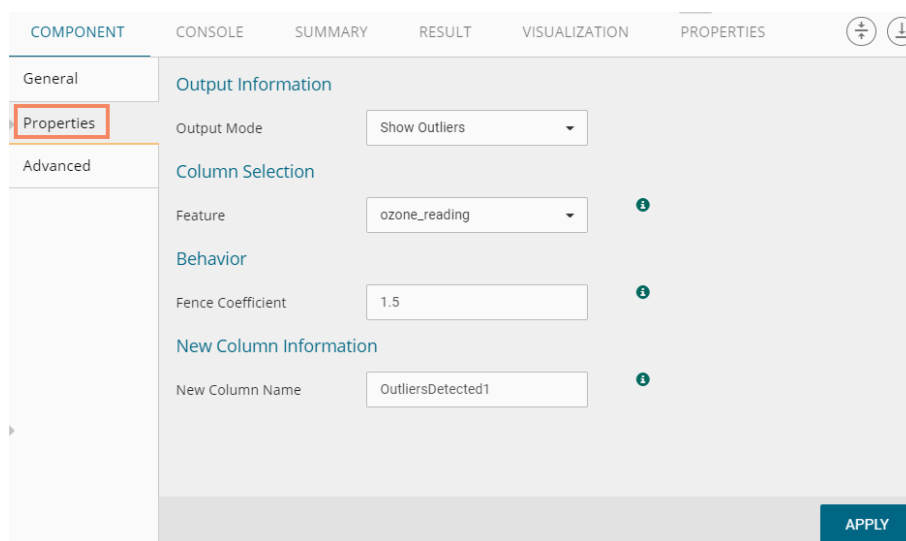 COMPONENT CONSOLE SUMMARY RESULT VISUALIZATION PROPERTIES
General
Properties
Advanced
Output Information
Output Mode Show Outliers
Column Selection
Feature ozone_reading
Behavior
Fence Coefficient 1.5
New Column Information
New Column Name OutliersDetected1
APPLY